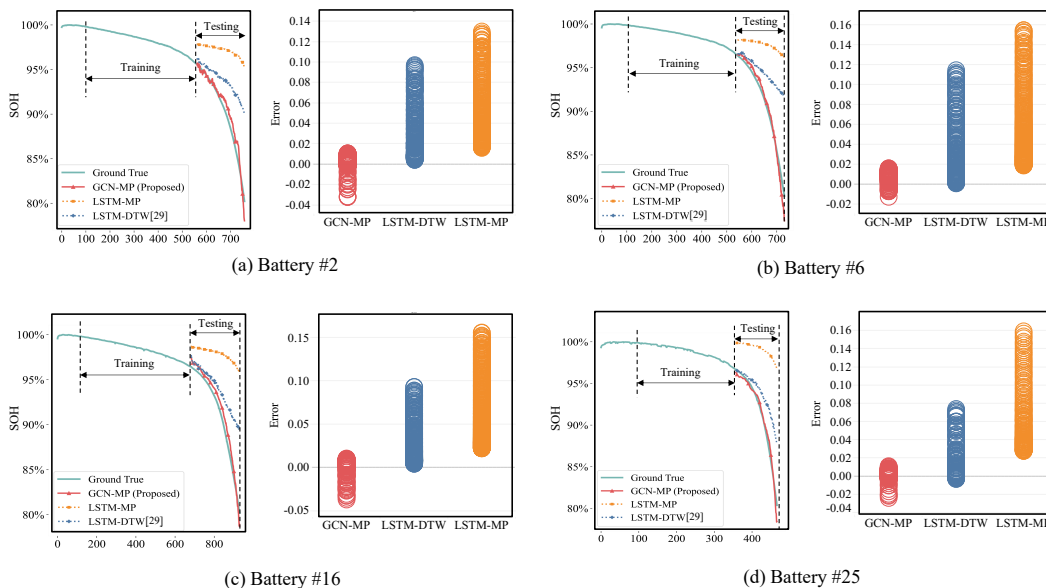 100%
95%
90%
85%
80%
SOH
Testing
Training
Ground True
GCN-MP (Proposed)
LSTM-MP
LSTM-DTW[29]
0 100 200 300 400 500 600 700
0.14
0.12
0.10
0.08
0.06
0.04
0.02
0.00
-0.02
-0.04
Error
GCN-MP LSTM-DTW LSTM-MP
(a) Battery #2
100%
95%
90%
85%
80%
SOH
Testing
Training
Ground True
GCN-MP (Proposed)
LSTM-MP
LSTM-DTW[29]
0 100 200 300 400 500 600 700
0.16
0.14
0.12
0.10
0.08
0.06
0.04
0.02
0.00
-0.02
Error
GCN-MP LSTM-DTW LSTM-MP
(b) Battery #6
100%
95%
90%
85%
80%
SOH
Testing
Training
Ground True
GCN-MP (Proposed)
LSTM-MP
LSTM-DTW[29]
0 200 400 600 800
0.15
0.10
0.05
0.00
-0.05
Error
GCN-MP LSTM-DTW LSTM-MP
(c) Battery #16
100%
95%
90%
85%
80%
SOH
Testing
Training
Ground True
GCN-MP (Proposed)
LSTM-MP
LSTM-DTW[29]
0 100 200 300 400
0.16
0.14
0.12
0.10
0.08
0.06
0.04
0.02
0.00
-0.02
-0.04
Error
GCN-MP LSTM-DTW LSTM-MP
(d) Battery #25